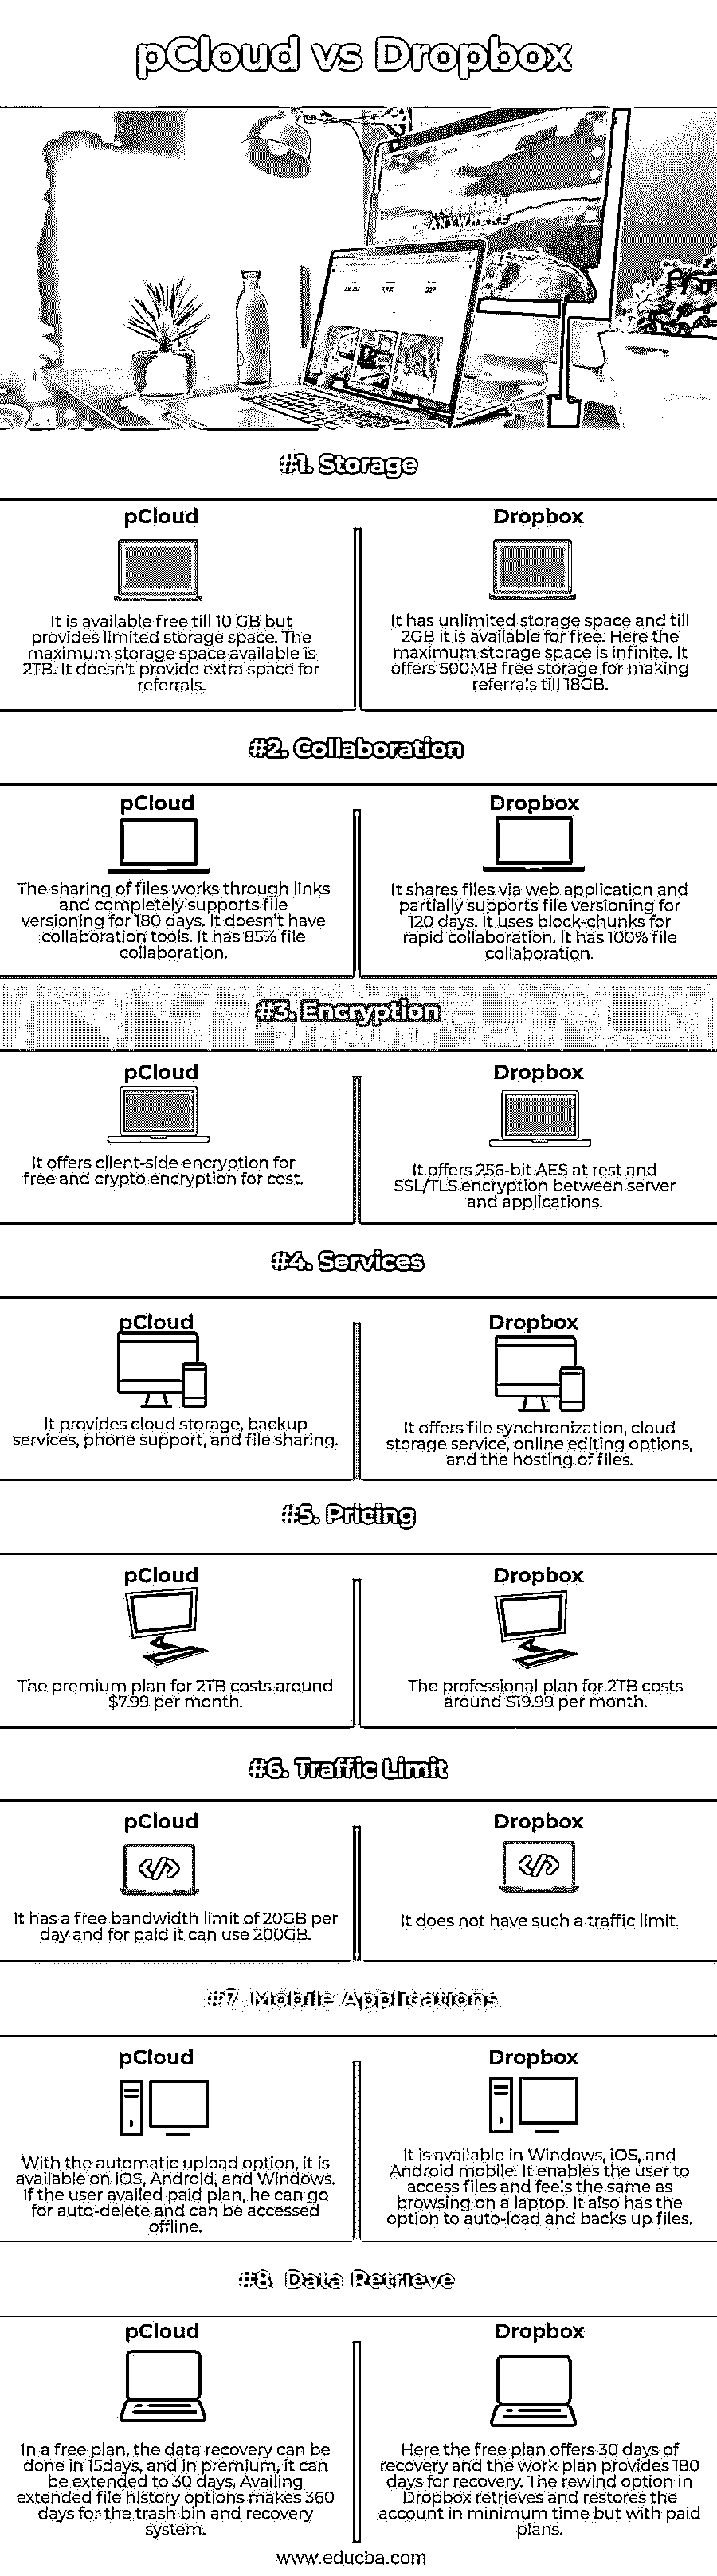 pCloud vs Dropbox
ANYWHERE
#1. Storage
pCloud
It is available free till 10 GB but
provides limited storage space. The
maximum storage space available is
2TB. It doesn't provide extra space for
referrals.
Dropbox
It has unlimited storage space and till
2GB it is available for free. Here the
maximum storage space is infinite. It
offers 500MB free storage for making
referrals till 18GB.
#2. Collaboration
pCloud
The sharing of files works through links
and completely supports file
versioning for 180 days. It doesn't have
collaboration tools. It has 85% file
collaboration.
Dropbox
It shares files via web application and
partially supports file versioning for
120 days. It uses block-chunks for
rapid collaboration. It has 100% file
collaboration.
#3. Encryption
pCloud
It offers client-side encryption for
free and crypto encryption for cost.
Dropbox
It offers 256-bit AES at rest and
SSL/TLS encryption between server
and applications.
#4. Services
pCloud
It provides cloud storage, backup
services, phone support, and file sharing.
Dropbox
It offers file synchronization, cloud
storage service, online editing options,
and the hosting of files.
#5. Pricing
pCloud
The premium plan for 2TB costs around
$7.99 per month.
Dropbox
The professional plan for 2TB costs
around $19.99 per month.
#6. Traffic Limit
pCloud
It has a free bandwidth limit of 20GB per
day and for paid it can use 200GB.
Dropbox
It does not have such a traffic limit.
#7. Mobile Applications
pCloud
With the automatic upload option, it is
available on iOS, Android, and Windows.
If the user availed paid plan, he can go
for auto-delete and can be accessed
offline.
Dropbox
It is available in Windows, iOS, and
Android mobile. It enables the user to
access files and feels the same as
browsing on a laptop. It also has the
option to auto-load and backs up files.
#8. Data Retrieve
pCloud
In a free plan, the data recovery can be
done in 15days, and in premium, it can
be extended to 30 days. Availing
extended file history options makes 360
days for the trash bin and recovery
system.
Dropbox
Here the free plan offers 30 days of
recovery and the work plan provides 180
days for recovery. The rewind option in
Dropbox retrieves and restores the
account in minimum time but with paid
plans.
www.educba.com